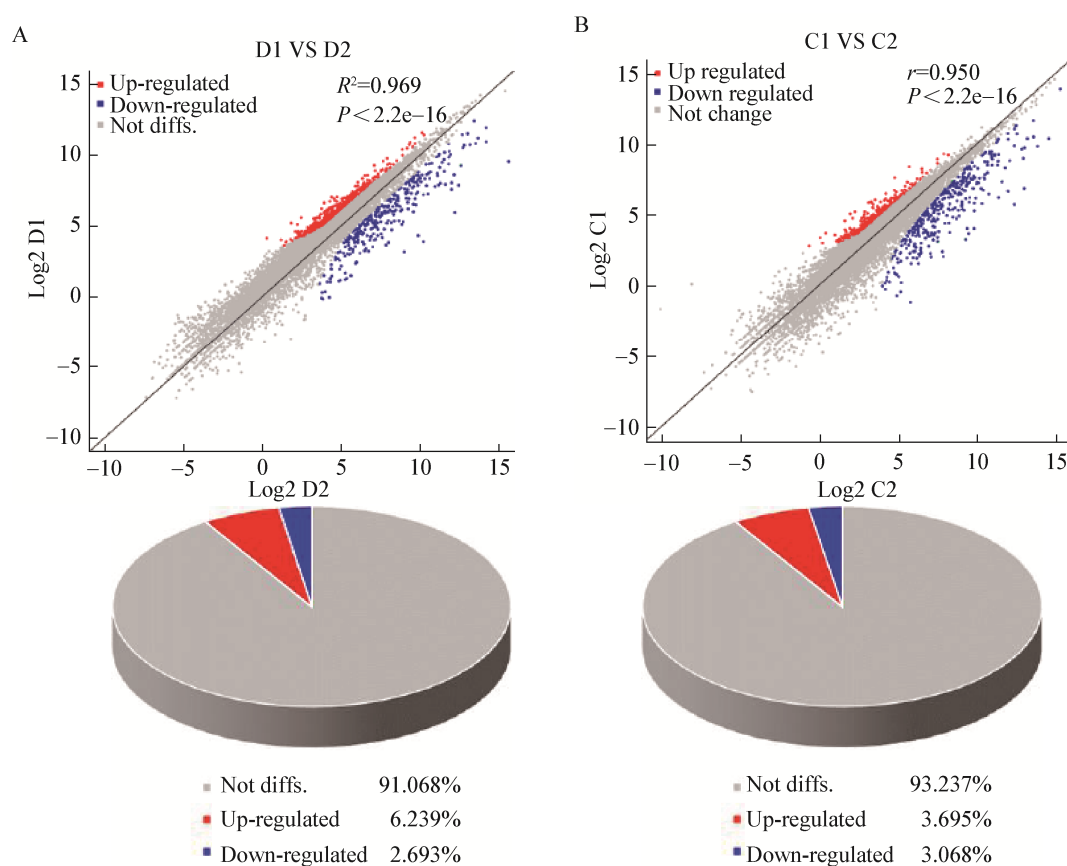 A
D1 VS D2
Up-regulated
Down-regulated
Not diffs.
R²=0.969
P＜2.2e−16
15
10
5
0
−5
−10
Log2 D1
−10 −5 0 5 10 15
Log2 D2
Not diffs. 91.068%
Up-regulated 6.239%
Down-regulated 2.693%
B
C1 VS C2
Up regulated
Down regulated
Not change
r=0.950
P＜2.2e−16
15
10
5
0
−5
−10
Log2 C1
−10 −5 0 5 10 15
Log2 C2
Not diffs. 93.237%
Up-regulated 3.695%
Down-regulated 3.068%